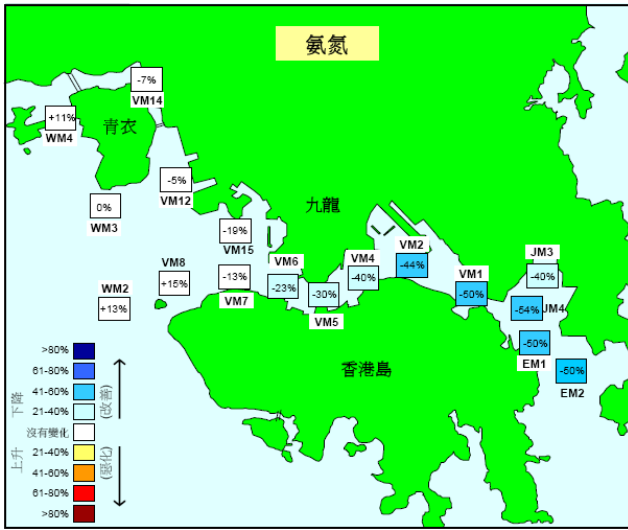 氨氮
-7%
VM14
+11%
WM4
青衣
-5%
VM12
0%
WM3
九龍
-19%
VM15
VM8
+15%
WM2
+13%
-13%
VM7
VM6
-23%
-30%
VM5
VM4
-40%
VM2
-44%
VM1
-50%
JM3
-40%
-54%
JM4
-50%
EM1
-50%
EM2
香港島
下降
(改善)
>80%
61-80%
41-60%
21-40%
沒有變化
上升
(惡化)
21-40%
41-60%
61-80%
>80%